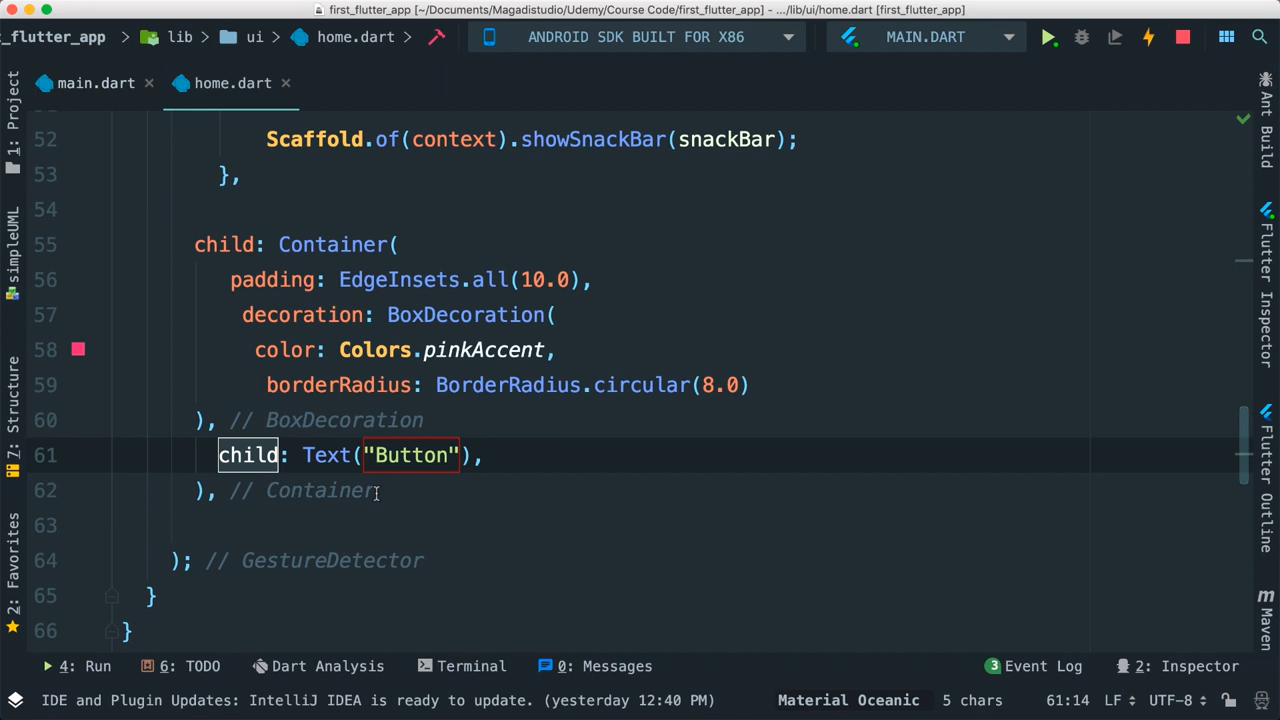 first_flutter_app [~/Documents/Magadistudio/Udemy/Course Code/first_flutter_app] - .../lib/ui/home.dart [first_flutter_app]
t_flutter_app lib ui home.dart ANDROID SDK BUILT FOR X86 MAIN.DART
main.dart home.dart
1: Project
simpleUML
7: Structure
2: Favorites
52 Scaffold.of(context).showSnackBar(snackBar);
53 },
54
55 child: Container(
56 padding: EdgeInsets.all(10.0),
57 decoration: BoxDecoration(
58 color: Colors.pinkAccent,
59 borderRadius: BorderRadius.circular(8.0)
60 ), // BoxDecoration
61 child: Text("Button"),
62 ), // Container
63
64 ); // GestureDetector
65 }
66 }
Ant Build
Flutter Inspector
Flutter Outline
Maven
4: Run 6: TODO Dart Analysis Terminal 0: Messages 3 Event Log 2: Inspector
IDE and Plugin Updates: IntelliJ IDEA is ready to update. (yesterday 12:40 PM) Material Oceanic 5 chars 61:14 LF UTF-8